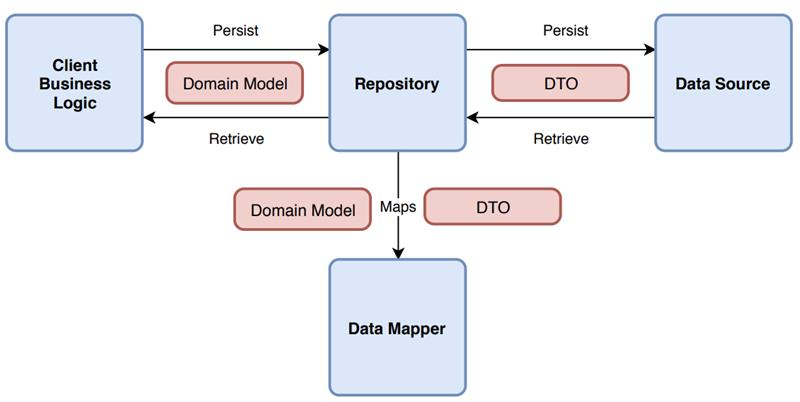 Persist
Persist
Client
Business
Logic
Domain Model
Repository
DTO
Data Source
Retrieve
Retrieve
Domain Model
Maps
DTO
Data Mapper